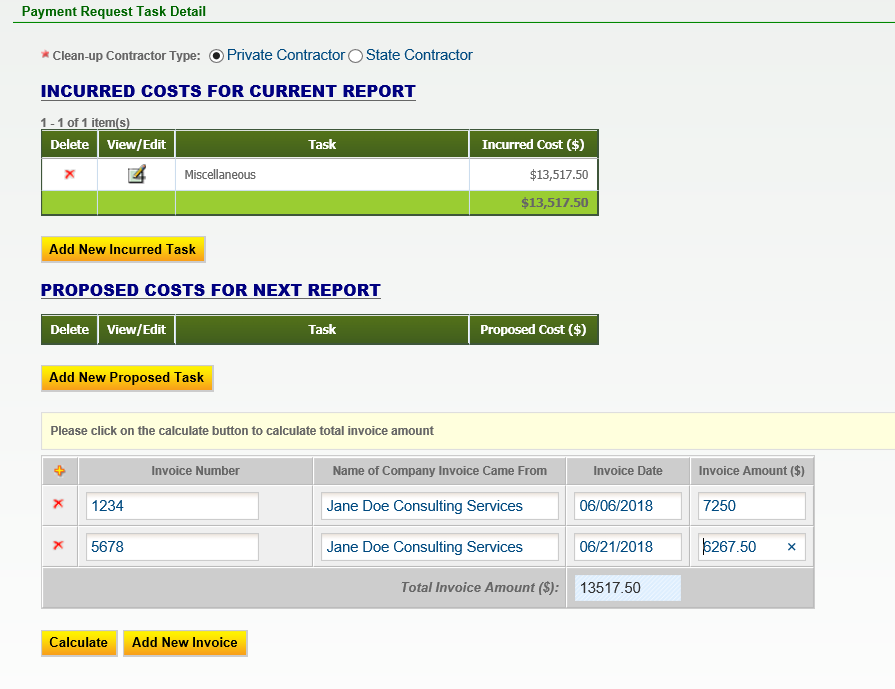 Payment Request Task Detail
* Clean-up Contractor Type: Private Contractor State Contractor
INCURRED COSTS FOR CURRENT REPORT
1 - 1 of 1 item(s)
Delete View/Edit Task Incurred Cost ($)
Miscellaneous $13,517.50
$13,517.50
Add New Incurred Task
PROPOSED COSTS FOR NEXT REPORT
Delete View/Edit Task Proposed Cost ($)
Add New Proposed Task
Please click on the calculate button to calculate total invoice amount
Invoice Number Name of Company Invoice Came From Invoice Date Invoice Amount ($)
1234 Jane Doe Consulting Services 06/06/2018 7250
5678 Jane Doe Consulting Services 06/21/2018 6267.50 ×
Total Invoice Amount ($): 13517.50
Calculate Add New Invoice